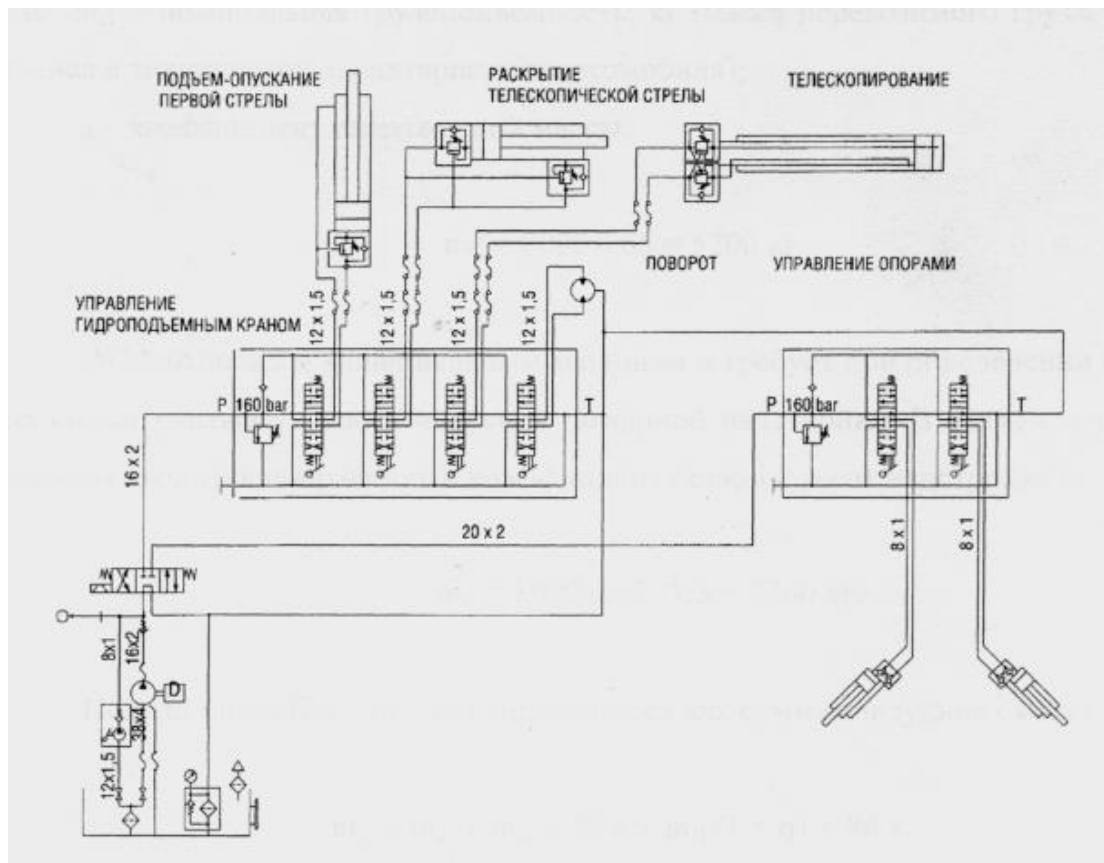 ПОДЪЕМ-ОПУСКАНИЕ
ПЕРВОЙ СТРЕЛЫ
РАСКРЫТИЕ
ТЕЛЕСКОПИЧЕСКОЙ СТРЕЛЫ
ТЕЛЕСКОПИРОВАНИЕ
ПОВОРОТ
УПРАВЛЕНИЕ ОПОРАМИ
УПРАВЛЕНИЕ
ГИДРОПОДЪЕМНЫМ КРАНОМ
12 x 1,5
12 x 1,5
12 x 1,5
12 x 1,5
P 160 bar
T
P 160 bar
T
16 x 2
20 x 2
8 x 1
8 x 1
8x1
16x2
D
38x4
12x1,5